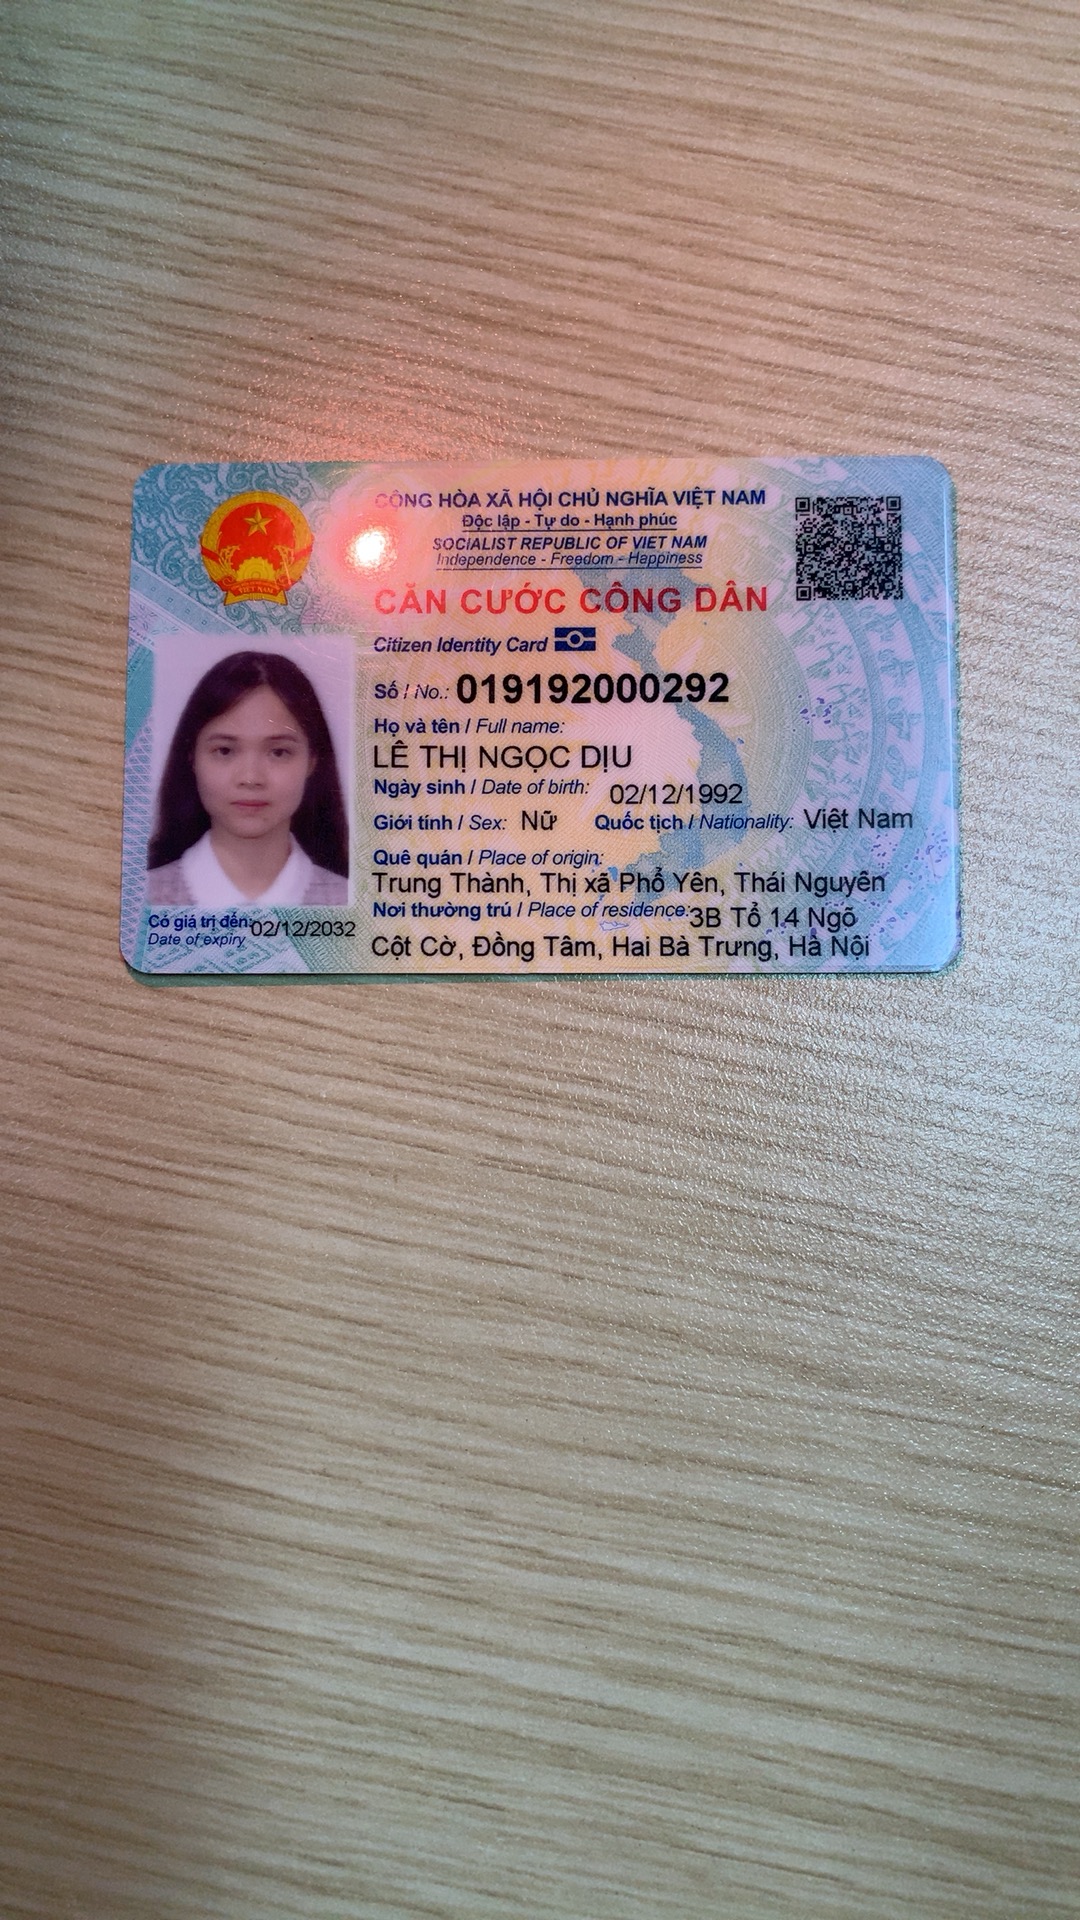 CỘNG HÒA XÃ HỘI CHỦ NGHĨA VIỆT NAM
Độc lập - Tự do - Hạnh phúc
SOCIALIST REPUBLIC OF VIET NAM
Independence - Freedom - Happiness
CĂN CƯỚC CÔNG DÂN
Citizen Identity Card
Số / No.: 019192000292
Họ và tên / Full name:
LÊ THỊ NGỌC DỊU
Ngày sinh / Date of birth: 02/12/1992
Giới tính / Sex: Nữ Quốc tịch / Nationality: Việt Nam
Quê quán / Place of origin:
Trung Thành, Thị xã Phổ Yên, Thái Nguyên
Nơi thường trú / Place of residence: 3B Tổ 14 Ngõ
Cột Cờ, Đồng Tâm, Hai Bà Trưng, Hà Nội
Có giá trị đến: 02/12/2032
Date of expiry
VIỆT NAM